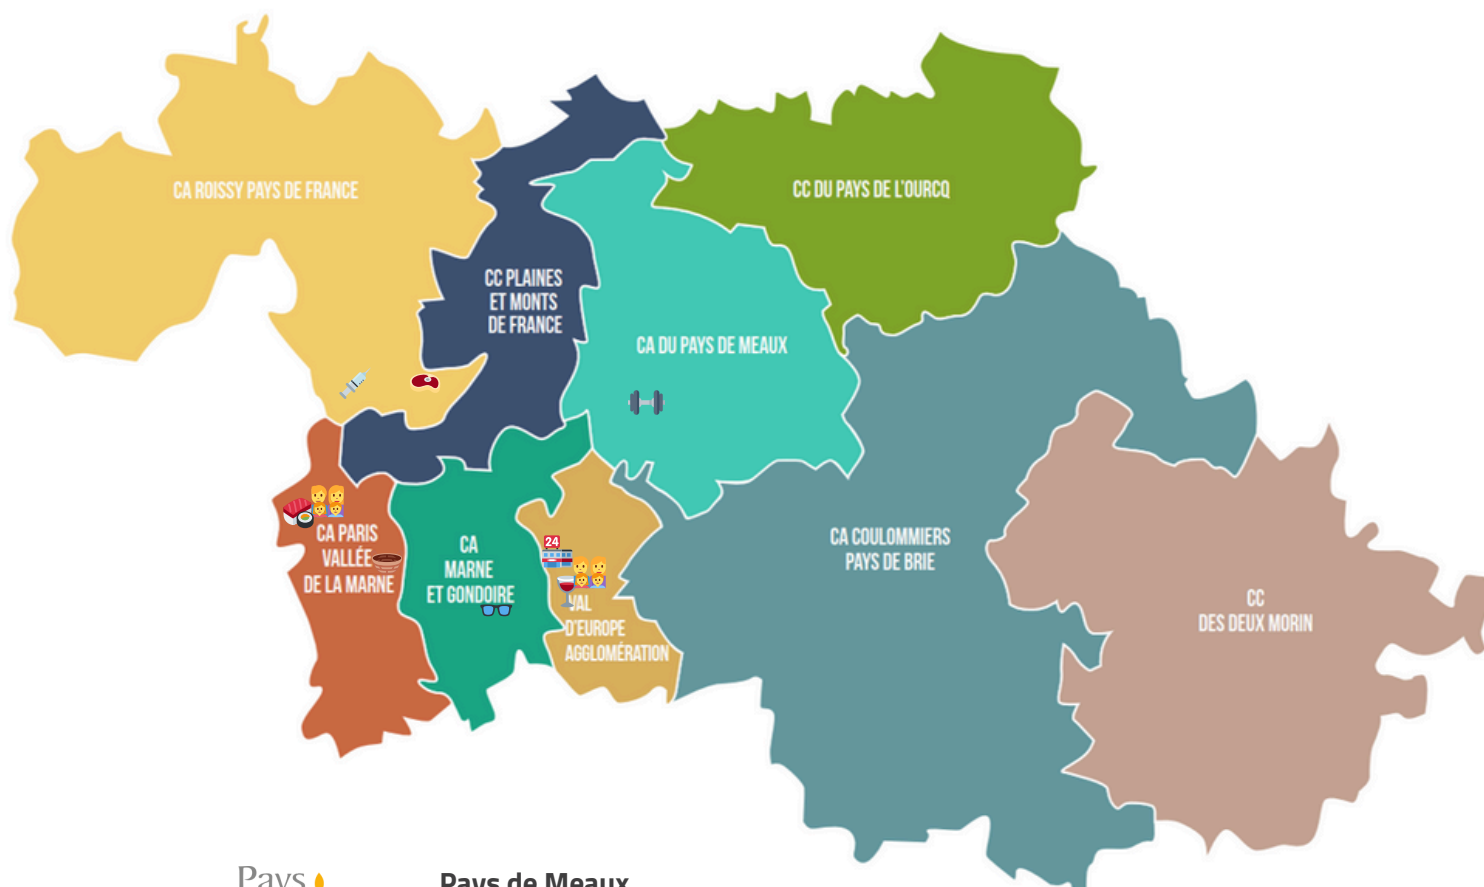 CA ROISSY PAYS DE FRANCE
CC DU PAYS DE L'OURCQ
CC PLAINES
ET MONTS
DE FRANCE
CA DU PAYS DE MEAUX
CA PARIS
VALLÉE
DE LA MARNE
CA
MARNE
ET GONDOIRE
24
VAL
D'EUROPE
AGGLOMÉRATION
CA COULOMMIERS
PAYS DE BRIE
CC
DES DEUX MORIN
Pays
Pays de Meaux